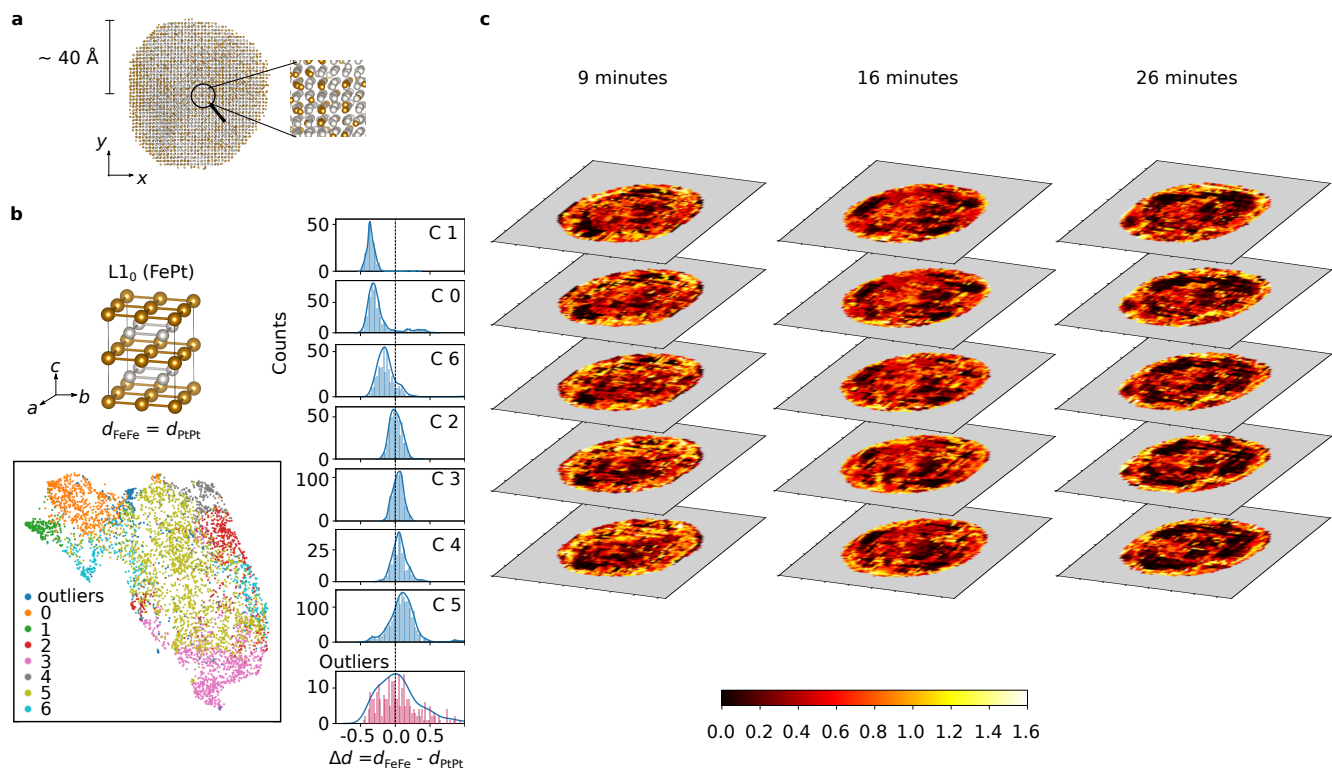 a
~ 40 Å
y
x
b
L1₀ (FePt)
c
a
b
d_FeFe = d_PtPt
outliers
0
1
2
3
4
5
6
Counts
50
0
C 1
50
0
C 0
50
0
C 6
50
0
C 2
100
0
C 3
25
0
C 4
100
0
C 5
Outliers
10
0
-0.5 0.0 0.5
Δd =d_FeFe - d_PtPt
c
9 minutes 16 minutes 26 minutes
0.0 0.2 0.4 0.6 0.8 1.0 1.2 1.4 1.6